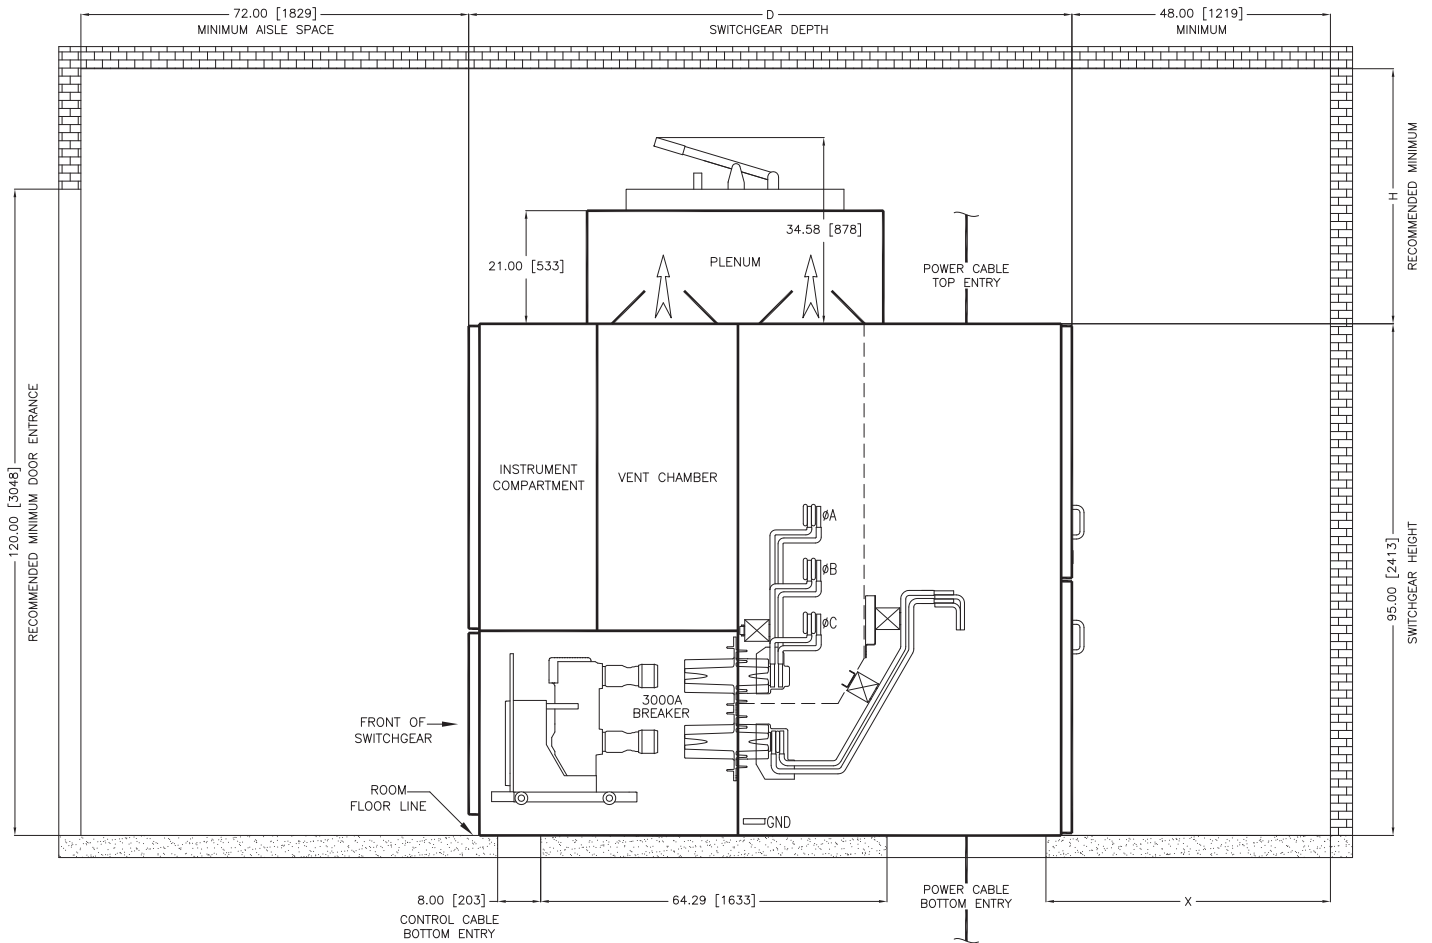 72.00 [1829]
MINIMUM AISLE SPACE
D
SWITCHGEAR DEPTH
48.00 [1219]
MINIMUM
H
RECOMMENDED MINIMUM
34.58 [878]
21.00 [533]
PLENUM
POWER CABLE
TOP ENTRY
120.00 [3048]
RECOMMENDED MINIMUM DOOR ENTRANCE
INSTRUMENT
COMPARTMENT
VENT CHAMBER
øA
øB
øC
95.00 [2413]
SWITCHGEAR HEIGHT
3000A
BREAKER
FRONT OF
SWITCHGEAR
ROOM
FLOOR LINE
GND
8.00 [203]
CONTROL CABLE
BOTTOM ENTRY
64.29 [1633]
POWER CABLE
BOTTOM ENTRY
X